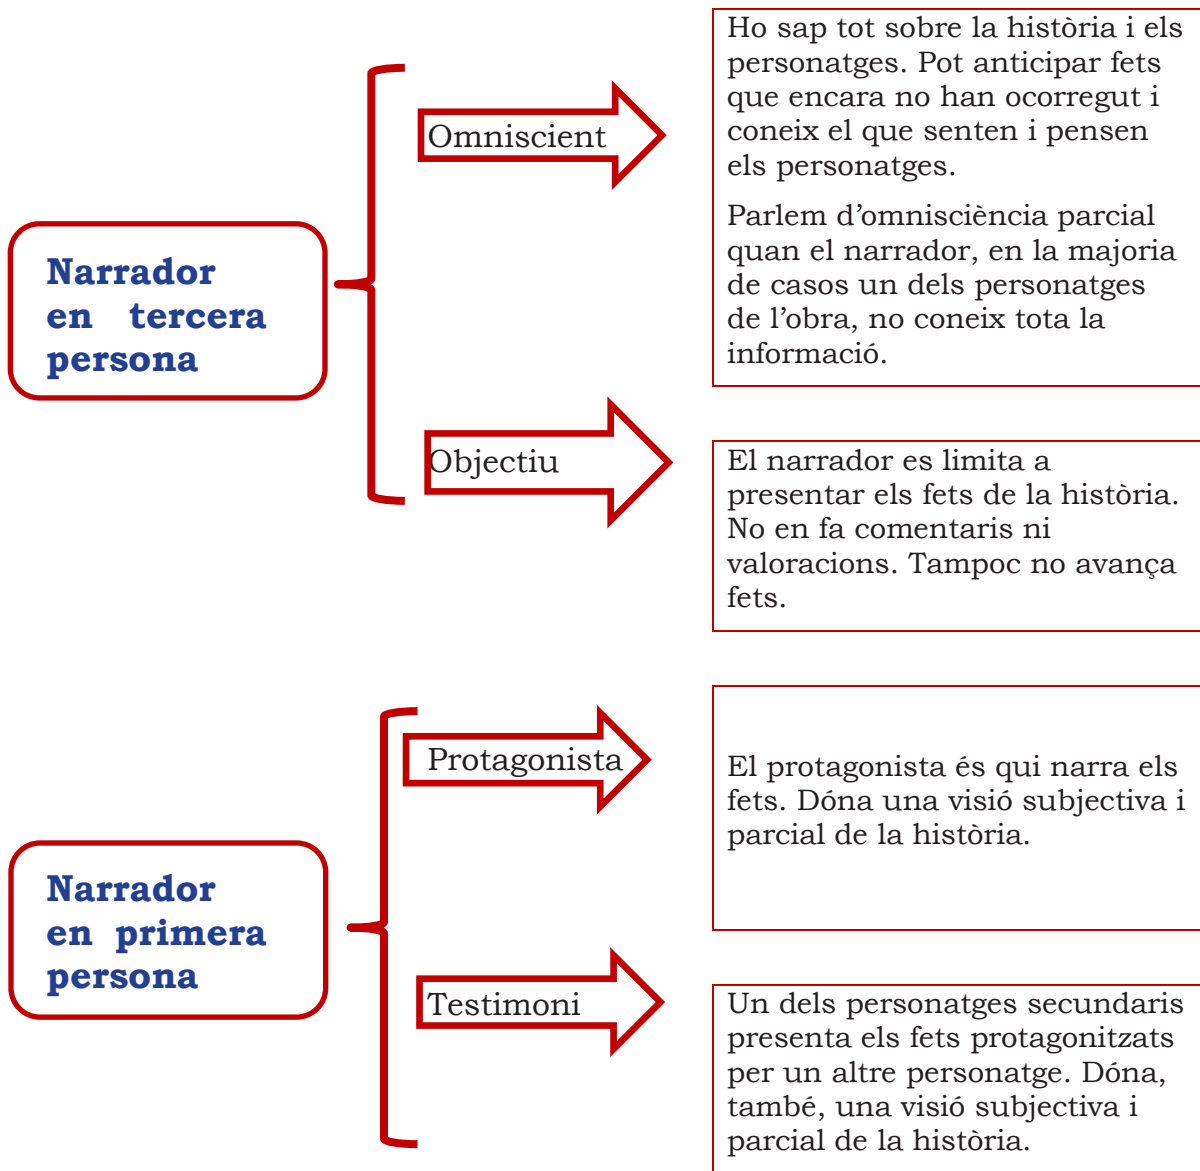 Narrador
en tercera
persona
Omniscient
Ho sap tot sobre la història i els
personatges. Pot anticipar fets
que encara no han ocorregut i
coneix el que senten i pensen
els personatges.
Parlem d’omnisciència parcial
quan el narrador, en la majoria
de casos un dels personatges
de l’obra, no coneix tota la
informació.
Objectiu
El narrador es limita a
presentar els fets de la història.
No en fa comentaris ni
valoracions. Tampoc no avança
fets.
Narrador
en primera
persona
Protagonista
El protagonista és qui narra els
fets. Dóna una visió subjectiva i
parcial de la història.
Testimoni
Un dels personatges secundaris
presenta els fets protagonitzats
per un altre personatge. Dóna,
també, una visió subjectiva i
parcial de la història.